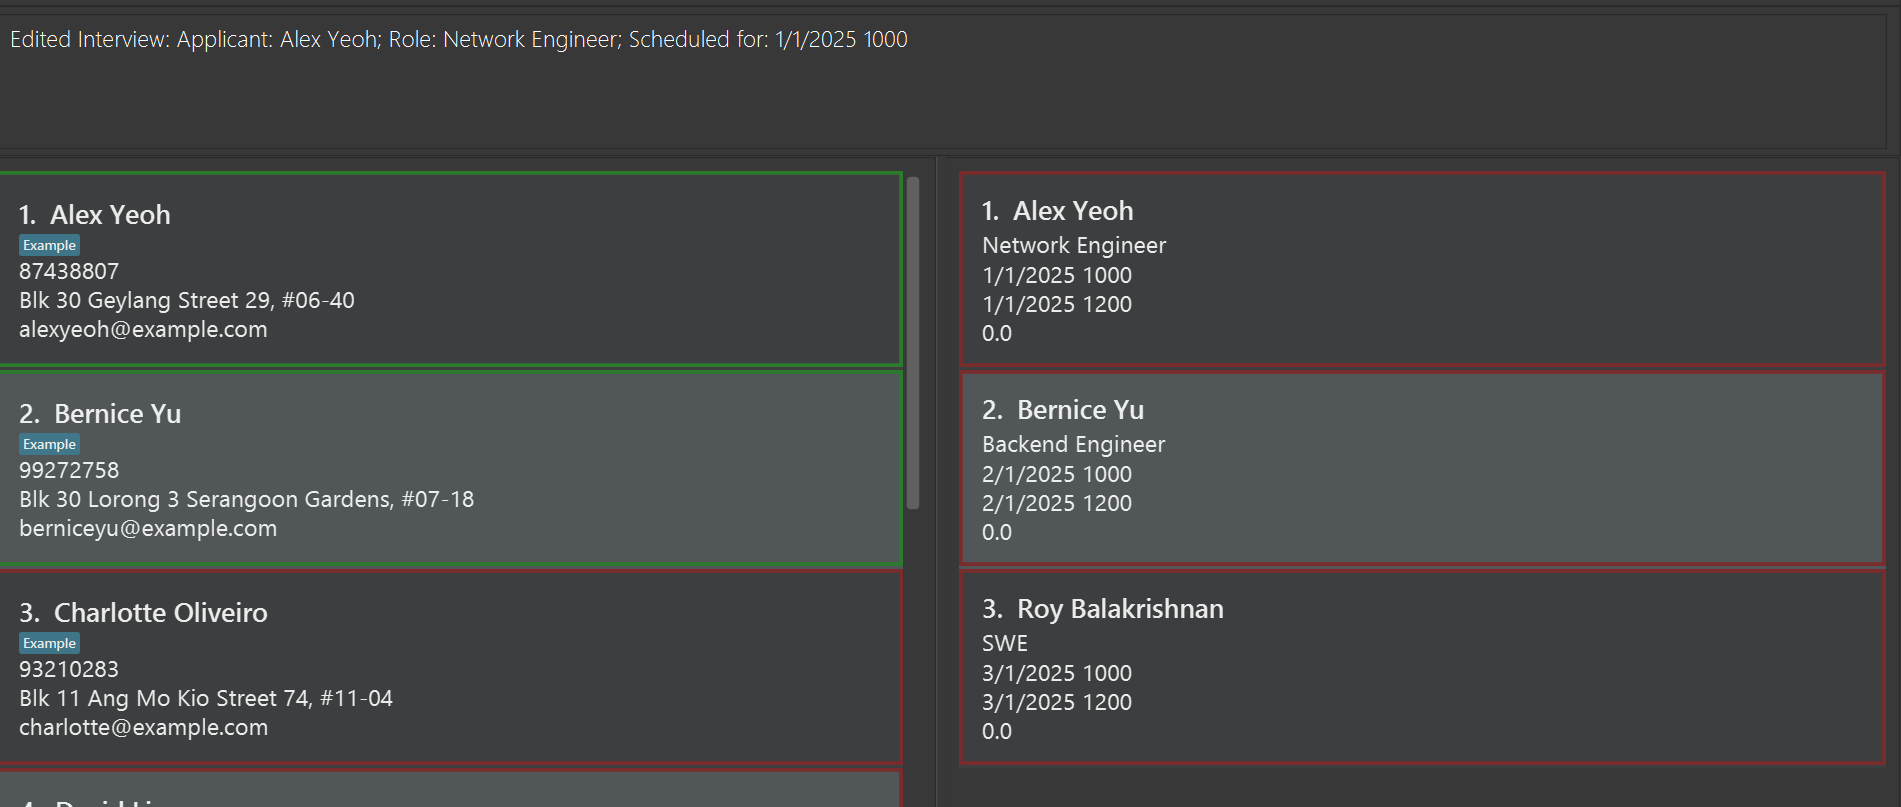 Edited Interview: Applicant: Alex Yeoh; Role: Network Engineer; Scheduled for: 1/1/2025 1000
1. Alex Yeoh
Example
87438807
Blk 30 Geylang Street 29, #06-40
alexyeoh@example.com
2. Bernice Yu
Example
99272758
Blk 30 Lorong 3 Serangoon Gardens, #07-18
berniceyu@example.com
3. Charlotte Oliveiro
Example
93210283
Blk 11 Ang Mo Kio Street 74, #11-04
charlotte@example.com
1. Alex Yeoh
Network Engineer
1/1/2025 1000
1/1/2025 1200
0.0
2. Bernice Yu
Backend Engineer
2/1/2025 1000
2/1/2025 1200
0.0
3. Roy Balakrishnan
SWE
3/1/2025 1000
3/1/2025 1200
0.0